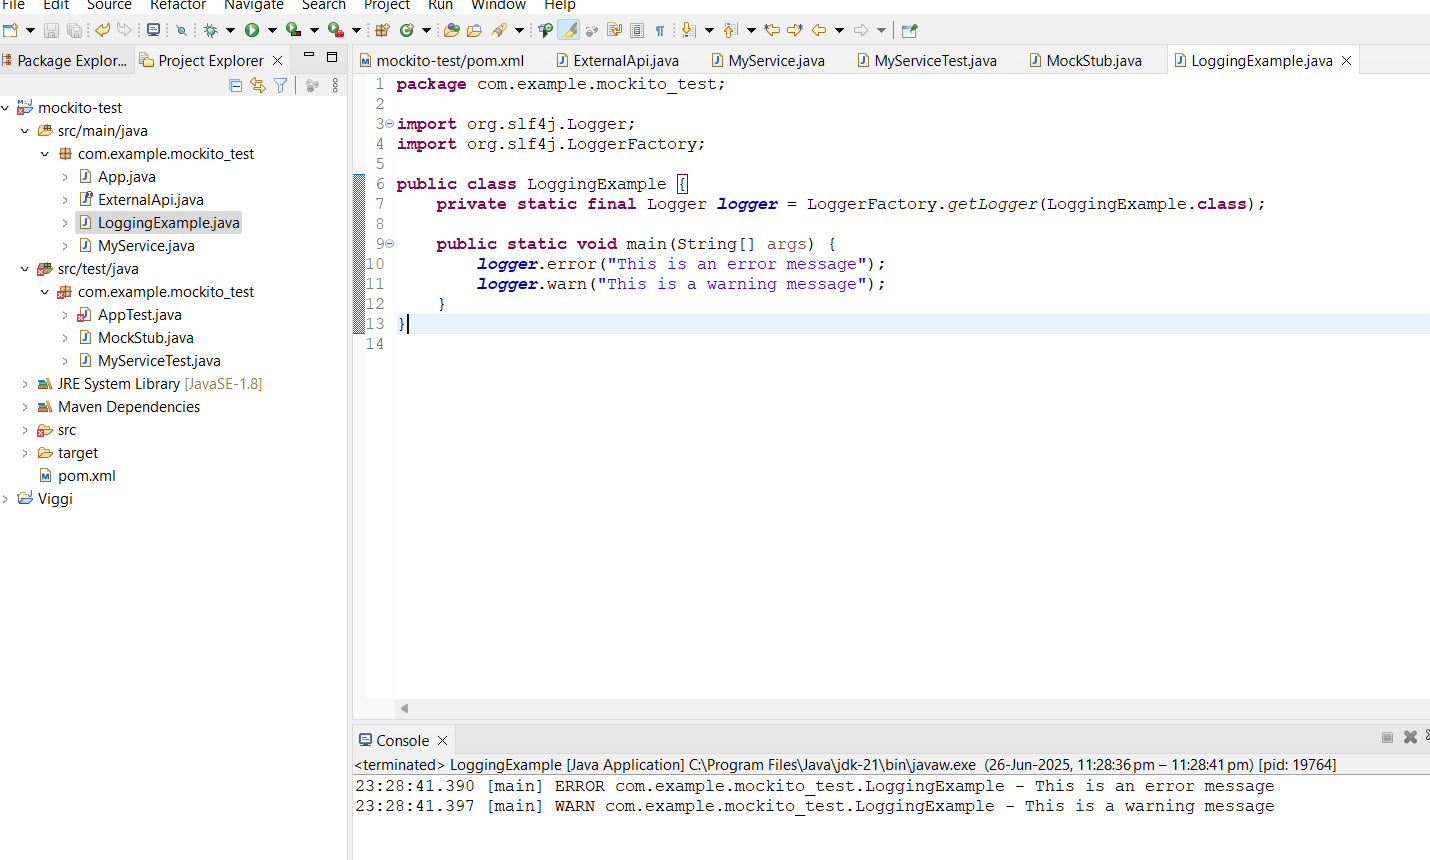 File Edit Source Refactor Navigate Search Project Run Window Help
Package Explor... Project Explorer
mockito-test/pom.xml ExternalApi.java MyService.java MyServiceTest.java MockStub.java LoggingExample.java
mockito-test
src/main/java
com.example.mockito_test
App.java
ExternalApi.java
LoggingExample.java
MyService.java
src/test/java
com.example.mockito_test
AppTest.java
MockStub.java
MyServiceTest.java
JRE System Library [JavaSE-1.8]
Maven Dependencies
src
target
pom.xml
Viggi
1 package com.example.mockito_test;
2
3 import org.slf4j.Logger;
4 import org.slf4j.LoggerFactory;
5
6 public class LoggingExample {
7 private static final Logger logger = LoggerFactory.getLogger(LoggingExample.class);
8
9 public static void main(String[] args) {
10 logger.error("This is an error message");
11 logger.warn("This is a warning message");
12 }
13 }
14
Console
<terminated> LoggingExample [Java Application] C:\Program Files\Java\jdk-21\bin\javaw.exe (26-Jun-2025, 11:28:36 pm – 11:28:41 pm) [pid: 19764]
23:28:41.390 [main] ERROR com.example.mockito_test.LoggingExample - This is an error message
23:28:41.397 [main] WARN com.example.mockito_test.LoggingExample - This is a warning message